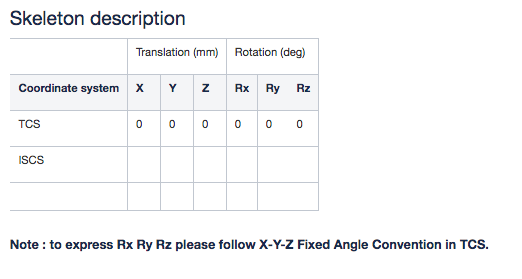 Skeleton description
Translation (mm) Rotation (deg)
Coordinate system X Y Z Rx Ry Rz
TCS 0 0 0 0 0 0
ISCS
Note : to express Rx Ry Rz please follow X-Y-Z Fixed Angle Convention in TCS.